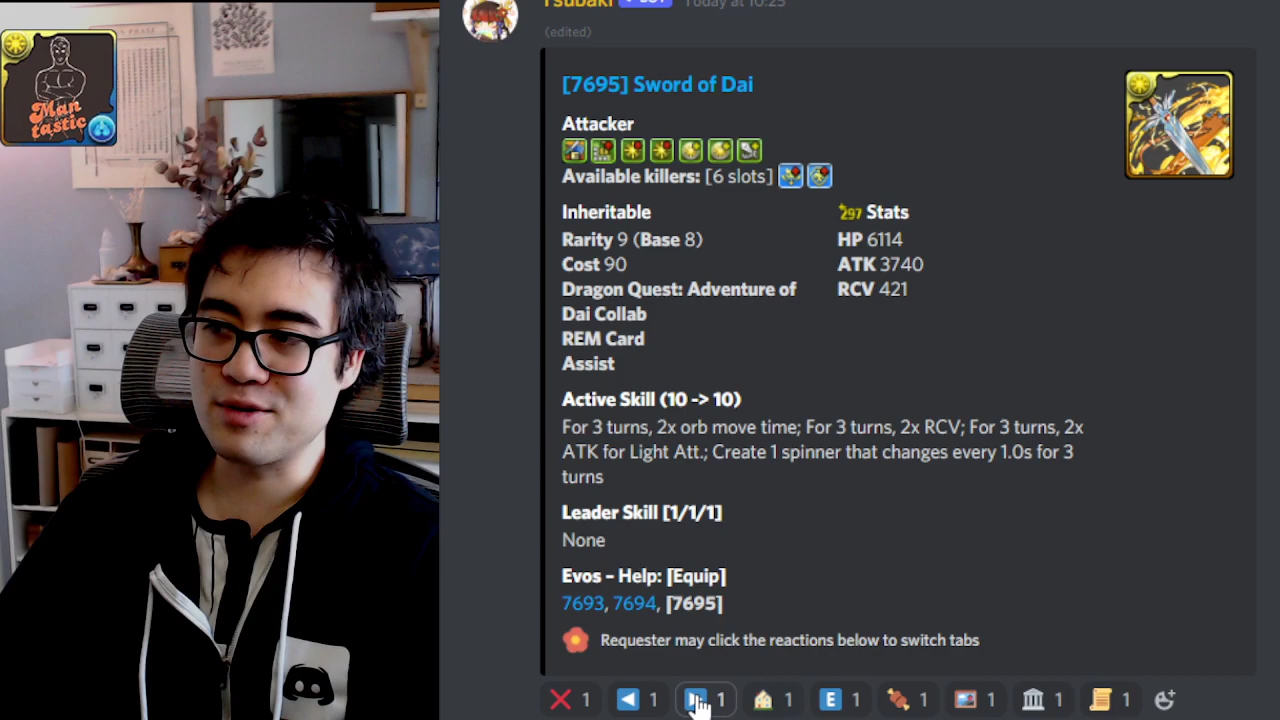 Tsubaki
Today at 10:25
(edited)
Man
tastic
[7695] Sword of Dai
Attacker
Available killers: [6 slots]
Inheritable
Rarity 9 (Base 8)
Cost 90
Dragon Quest: Adventure of
Dai Collab
REM Card
Assist
297 Stats
HP 6114
ATK 3740
RCV 421
Active Skill (10 -> 10)
For 3 turns, 2x orb move time; For 3 turns, 2x RCV; For 3 turns, 2x
ATK for Light Att.; Create 1 spinner that changes every 1.0s for 3
turns
Leader Skill [1/1/1]
None
Evos – Help: [Equip]
7693, 7694, [7695]
Requester may click the reactions below to switch tabs
1 1 1 1 E 1 1 1 1 1